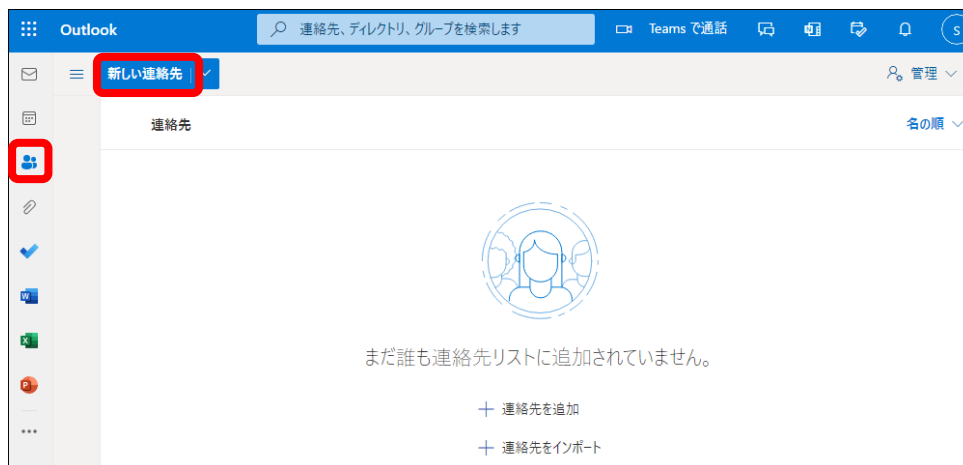 Outlook
連絡先、ディレクトリ、グループを検索します
Teams で通話
S
新しい連絡先
管理
連絡先
名の順
まだ誰も連絡先リストに追加されていません。
連絡先を追加
連絡先をインポート